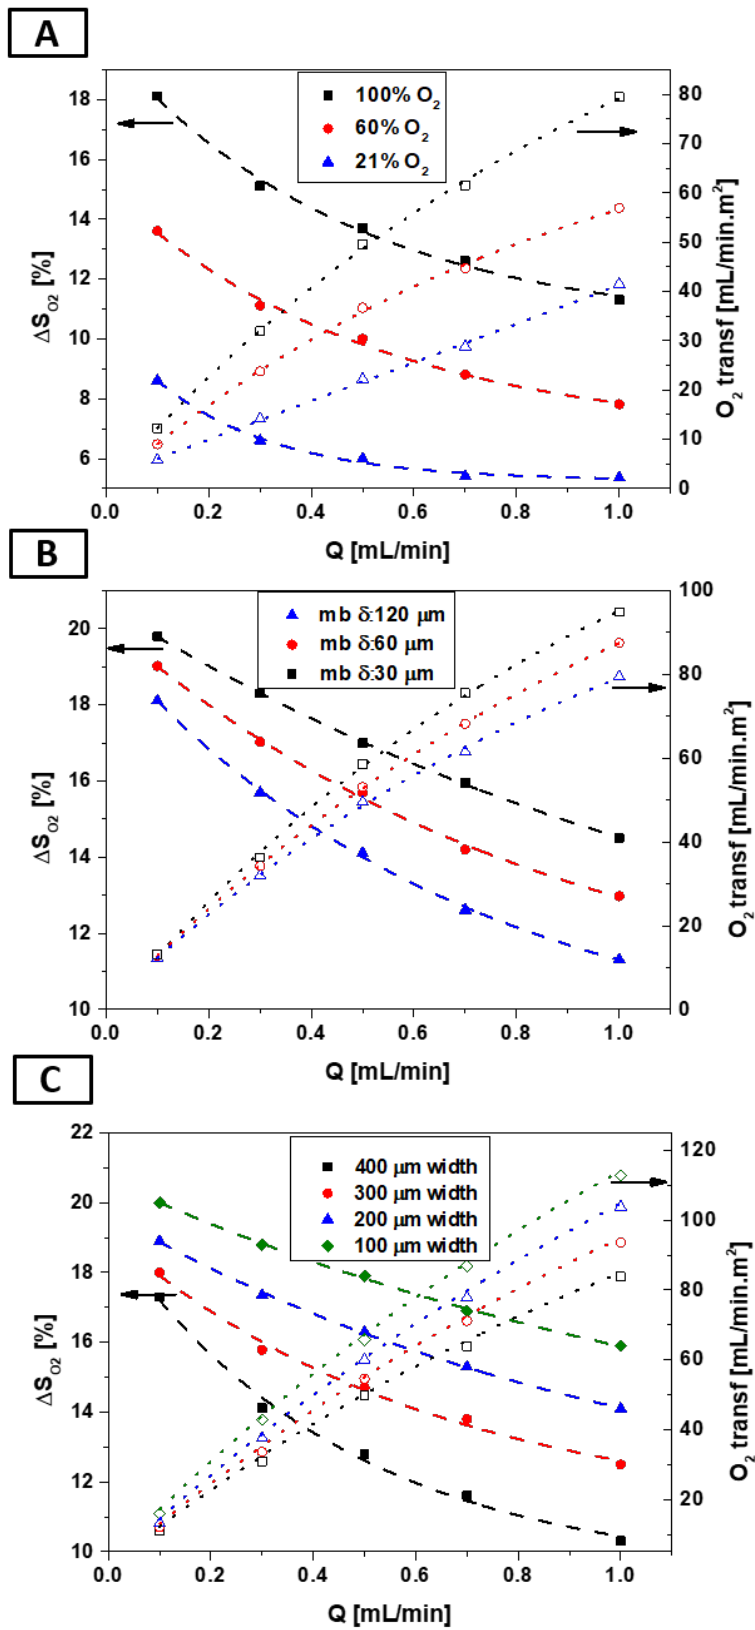 A
100% O2
60% O2
21% O2
18
16
14
12
10
8
6
80
70
60
50
40
30
20
10
0
ΔSO2 [%]
O2 transf [mL/min.m2]
0.0 0.2 0.4 0.6 0.8 1.0
Q [mL/min]
B
mb δ:120 μm
mb δ:60 μm
mb δ:30 μm
20
18
16
14
12
10
100
80
60
40
20
0
ΔSO2 [%]
O2 transf [mL/min.m2]
0.0 0.2 0.4 0.6 0.8 1.0
Q [mL/min]
C
400 μm width
300 μm width
200 μm width
100 μm width
22
20
18
16
14
12
10
120
100
80
60
40
20
ΔSO2 [%]
O2 transf [mL/min.m2]
0.0 0.2 0.4 0.6 0.8 1.0
Q [mL/min]